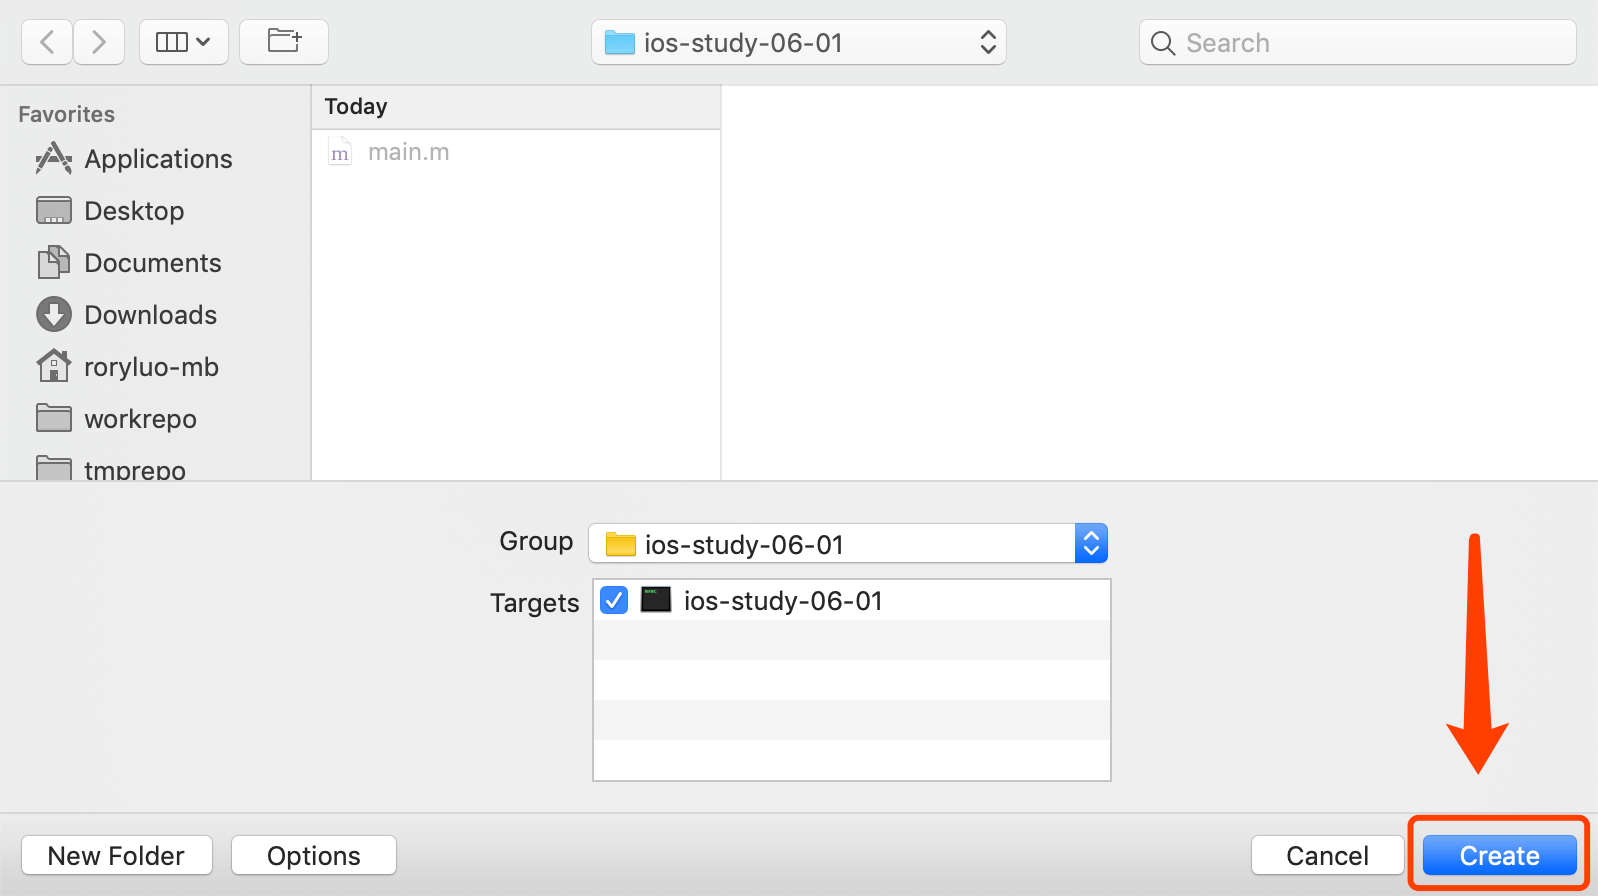 ios-study-06-01
Search
Favorites
Applications
Desktop
Documents
Downloads
roryluo-mb
workrepo
tmprepo
Today
m main.m
Group ios-study-06-01
Targets exec ios-study-06-01
New Folder Options Cancel Create